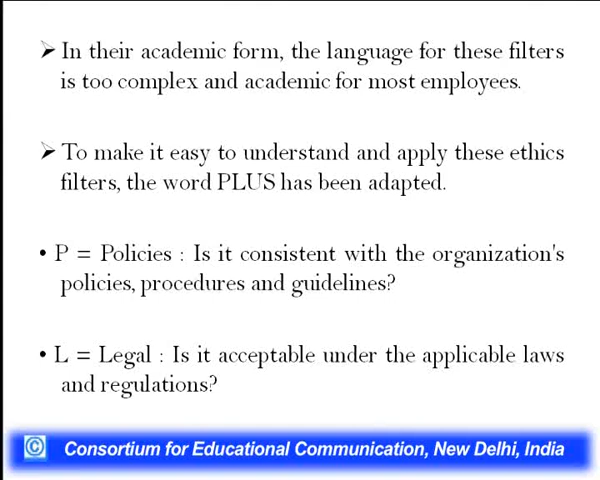 ➢ In their academic form, the language for these filters
is too complex and academic for most employees.
➢ To make it easy to understand and apply these ethics
filters, the word PLUS has been adapted.
• P = Policies : Is it consistent with the organization's
policies, procedures and guidelines?
• L = Legal : Is it acceptable under the applicable laws
and regulations?
© Consortium for Educational Communication, New Delhi, India